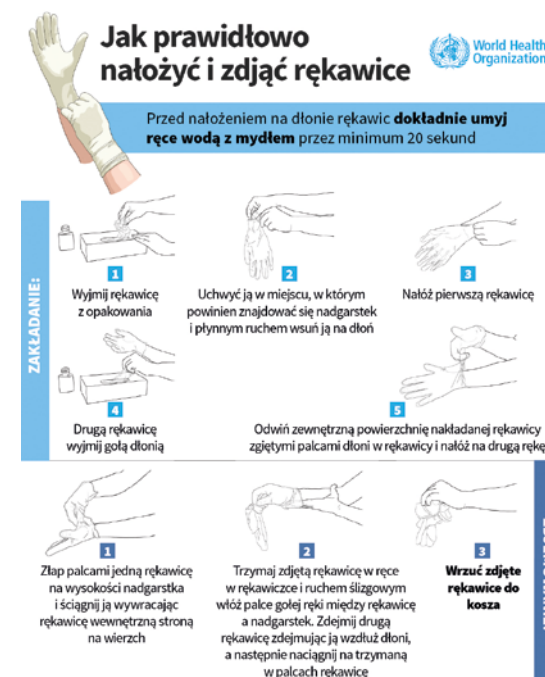 Jak prawidłowo
nałożyć i zdjąć rękawice
World Health
Organization
Przed nałożeniem na dłonie rękawic dokładnie umyj
ręce wodą z mydłem przez minimum 20 sekund
ZAKŁADANIE:
1
Wyjmij rękawicę
z opakowania
2
Uchwyć ją w miejscu, w którym
powinien znajdować się nadgarstek
i płynnym ruchem wsuń ją na dłoń
3
Nałóż pierwszą rękawicę
4
Drugą rękawicę
wyjmij gołą dłonią
5
Odwiń zewnętrzną powierzchnię nakładanej rękawicy
zgiętymi palcami dłoni w rękawicy i nałóż na drugą rękę
1
Złap palcami jedną rękawicę
na wysokości nadgarstka
i ściągnij ją wywracając
rękawicę wewnętrzną stroną
na wierzch
2
Trzymaj zdjętą rękawicę w ręce
w rękawiczce i ruchem ślizgowym
włóż palce gołej ręki między rękawicę
a nadgarstek. Zdejmij drugą
rękawicę zdejmując ją wzdłuż dłoni,
a następnie naciągnij na trzymaną
w palcach rękawicę
3
Wrzuć zdjęte
rękawice do
kosza